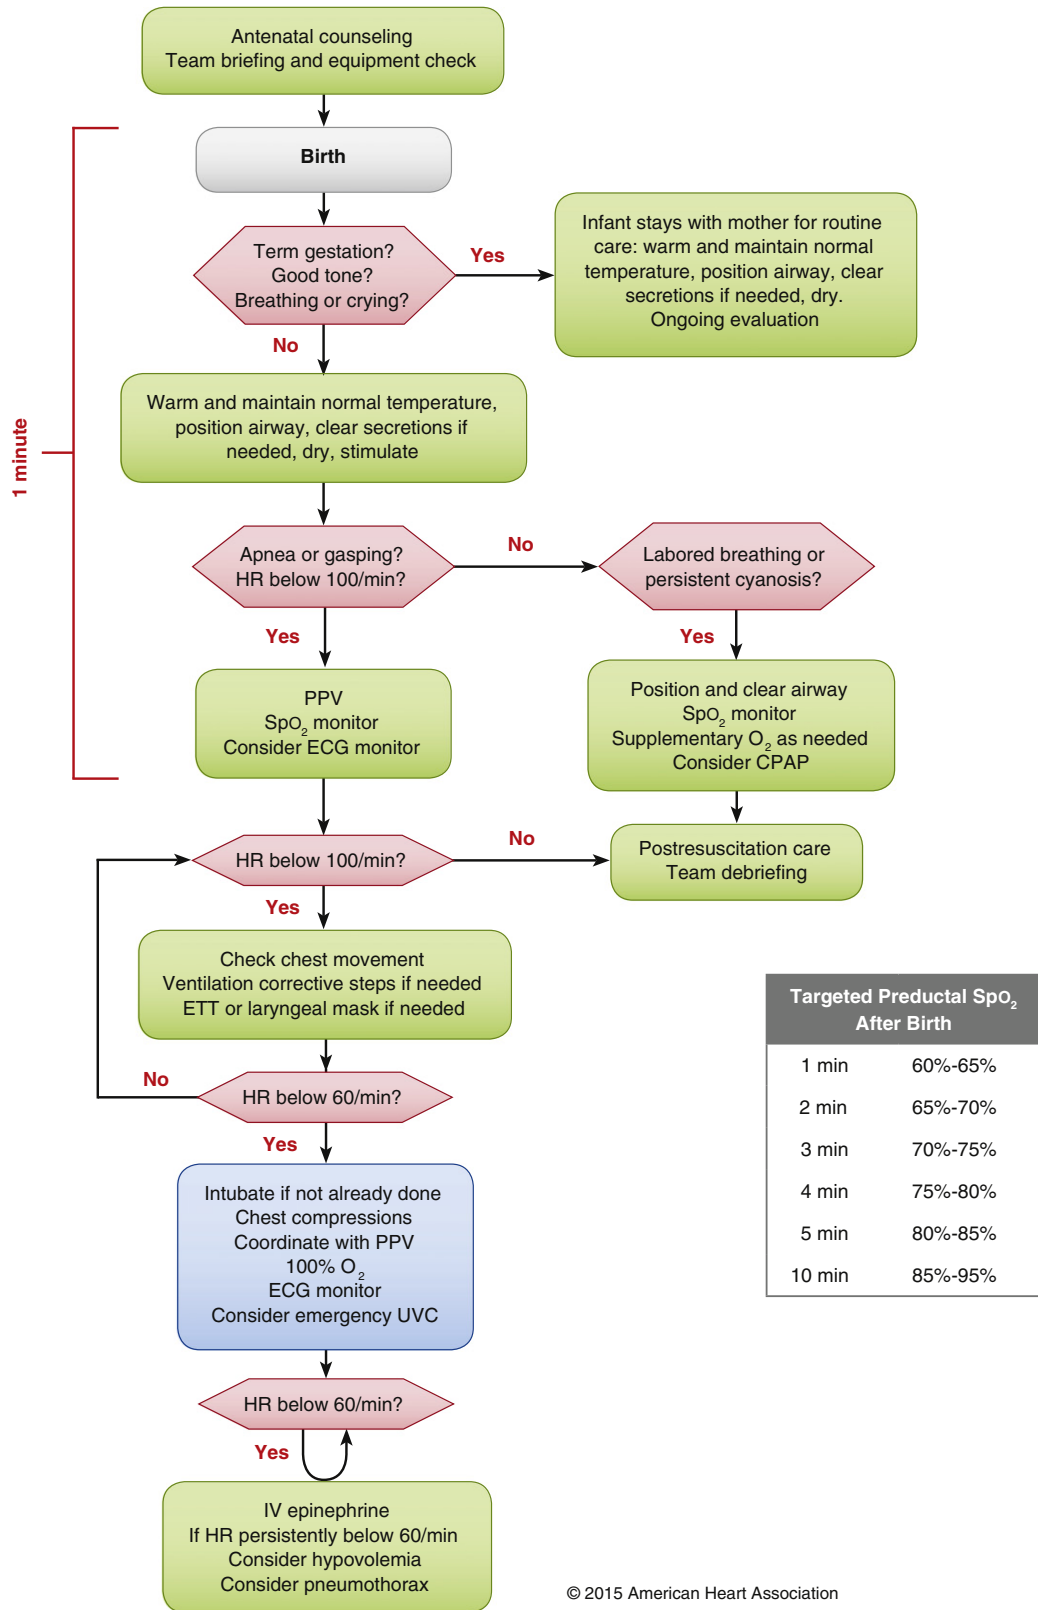 Antenatal counseling
Team briefing and equipment check
Birth
Term gestation?
Good tone?
Breathing or crying?
Yes
Infant stays with mother for routine
care: warm and maintain normal
temperature, position airway, clear
secretions if needed, dry.
Ongoing evaluation
No
Warm and maintain normal temperature,
position airway, clear secretions if
needed, dry, stimulate
1 minute
Apnea or gasping?
HR below 100/min?
No
Labored breathing or
persistent cyanosis?
Yes
Yes
PPV
SpO₂ monitor
Consider ECG monitor
Position and clear airway
SpO₂ monitor
Supplementary O₂ as needed
Consider CPAP
HR below 100/min?
No
Postresuscitation care
Team debriefing
Yes
Check chest movement
Ventilation corrective steps if needed
ETT or laryngeal mask if needed
No
HR below 60/min?
Yes
Intubate if not already done
Chest compressions
Coordinate with PPV
100% O₂
ECG monitor
Consider emergency UVC
HR below 60/min?
Yes
IV epinephrine
If HR persistently below 60/min
Consider hypovolemia
Consider pneumothorax
Targeted Preductal SpO₂
After Birth
1 min 60%-65%
2 min 65%-70%
3 min 70%-75%
4 min 75%-80%
5 min 80%-85%
10 min 85%-95%
© 2015 American Heart Association